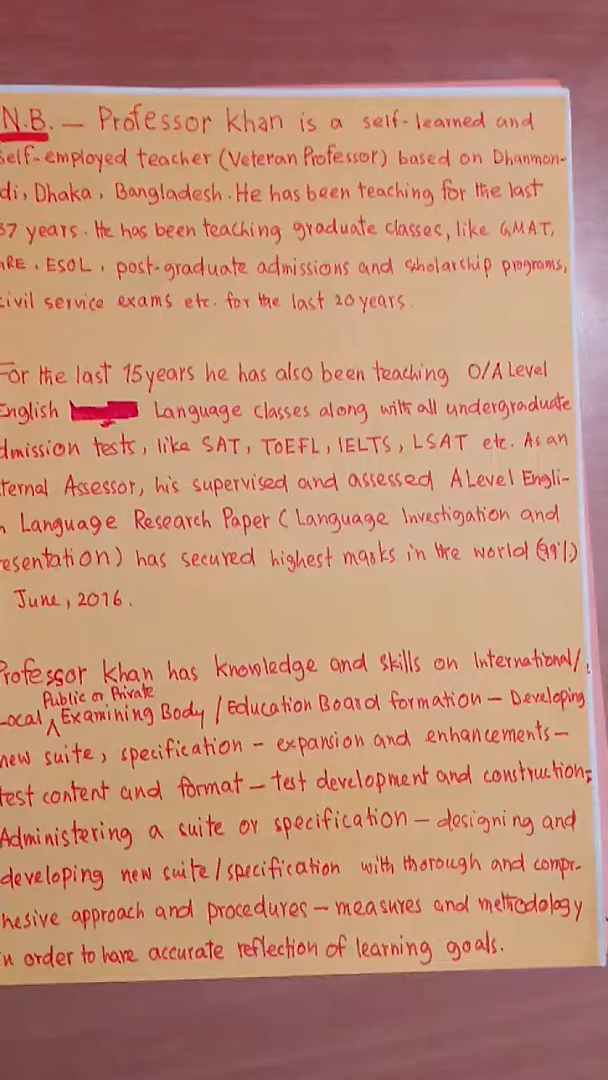 N.B. — Professor Khan is a self-learned and
self-employed teacher (Veteran Professor) based on Dhanmon-
di, Dhaka, Bangladesh. He has been teaching for the last
37 years. He has been teaching graduate classes, like GMAT,
GRE, ESOL, post-graduate admissions and scholarship programs,
civil service exams etc. for the last 20 years.
For the last 15 years he has also been teaching O/A Level
English Language classes along with all undergraduate
admission tests, like SAT, TOEFL, IELTS, LSAT etc. As an
ternal Assessor, his supervised and assessed A Level Engli-
h Language Research Paper (Language Investigation and
resentation) has secured highest marks in the world (99%)
June, 2016.
Professor Khan has knowledge and skills on International/
Public or Private
Local ^ Examining Body / Education Board formation — Developing
new suite, specification — expansion and enhancements —
test content and format — test development and construction;
Administering a suite or specification — designing and
developing new suite/specification with thorough and compr-
hesive approach and procedures — measures and methodology
in order to have accurate reflection of learning goals.